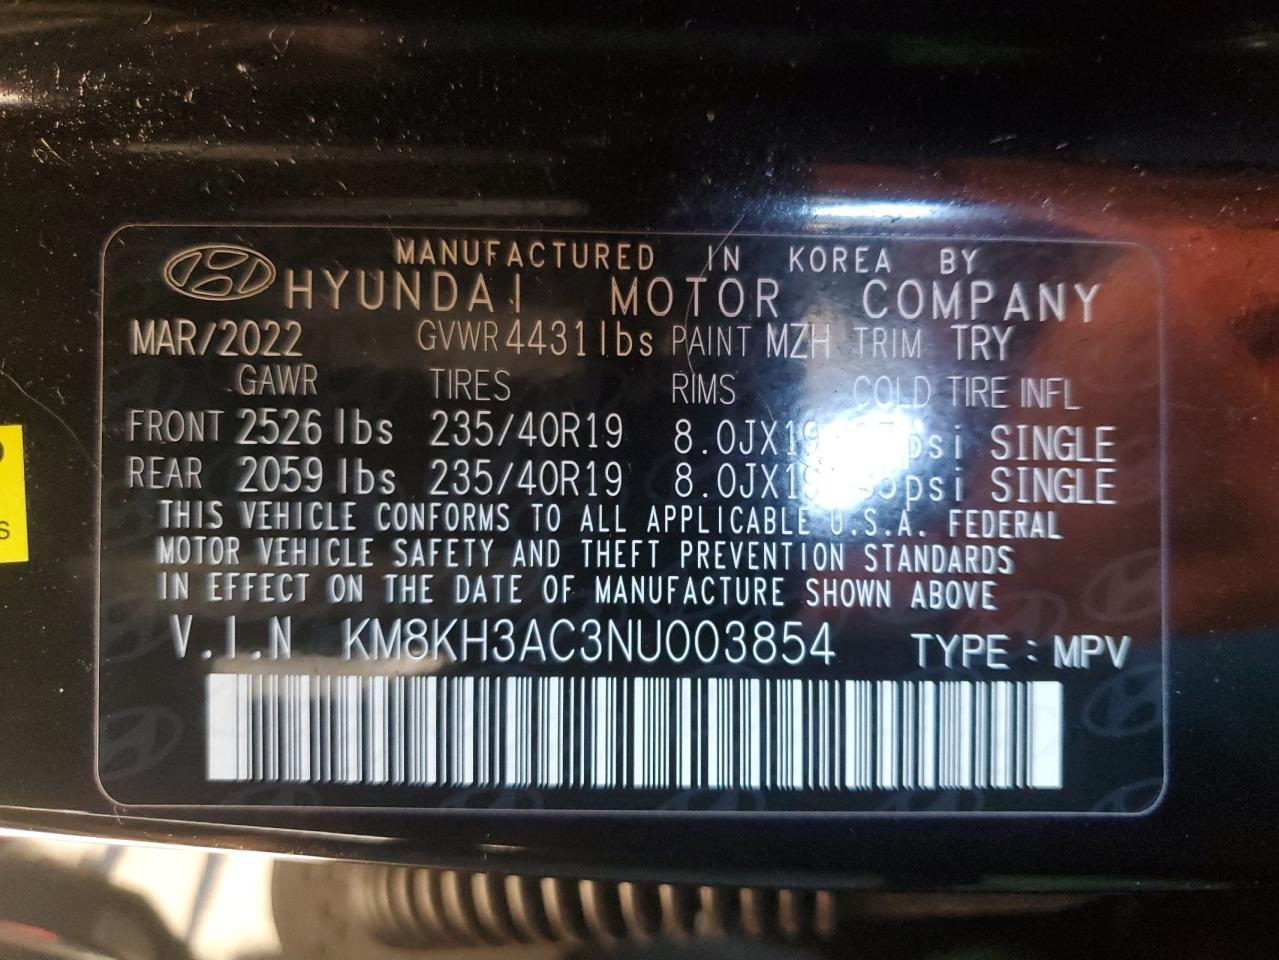 MANUFACTURED IN KOREA BY
HYUNDAI MOTOR COMPANY
MAR/2022 GVWR 4431 lbs PAINT MZH TRIM TRY
GAWR TIRES RIMS COLD TIRE INFL
FRONT 2526 lbs 235/40R19 psi SINGLE
REAR 2059 lbs 235/40R19 SINGLE
THIS VEHICLE CONFORMS TO ALL APPLICABLE U.S.A. FEDERAL
MOTOR VEHICLE SAFETY AND THEFT PREVENTION STANDARDS
IN EFFECT ON THE DATE OF MANUFACTURE SHOWN ABOVE
V.I.N KM8KH3AC3NU003854 TYPE : MPV